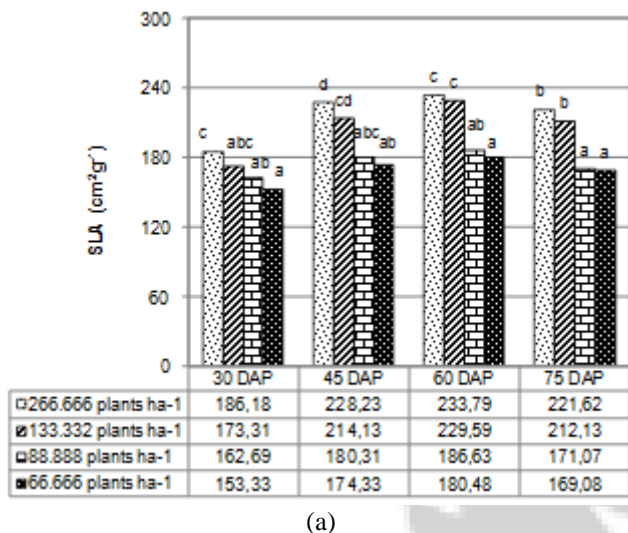 300
240
180
120
60
0
SLA (cm²gr⁻)
c
abc
ab
a
d
cd
abc
ab
c
c
ab
a
b
b
a
a
30 DAP 45 DAP 60 DAP 75 DAP
266.666 plants ha-1 186,18 228,23 233,79 221,62
133.332 plants ha-1 173,31 214,13 229,59 212,13
88.888 plants ha-1 162,69 180,31 186,63 171,07
66.666 plants ha-1 153,33 174,33 180,48 169,08
(a)